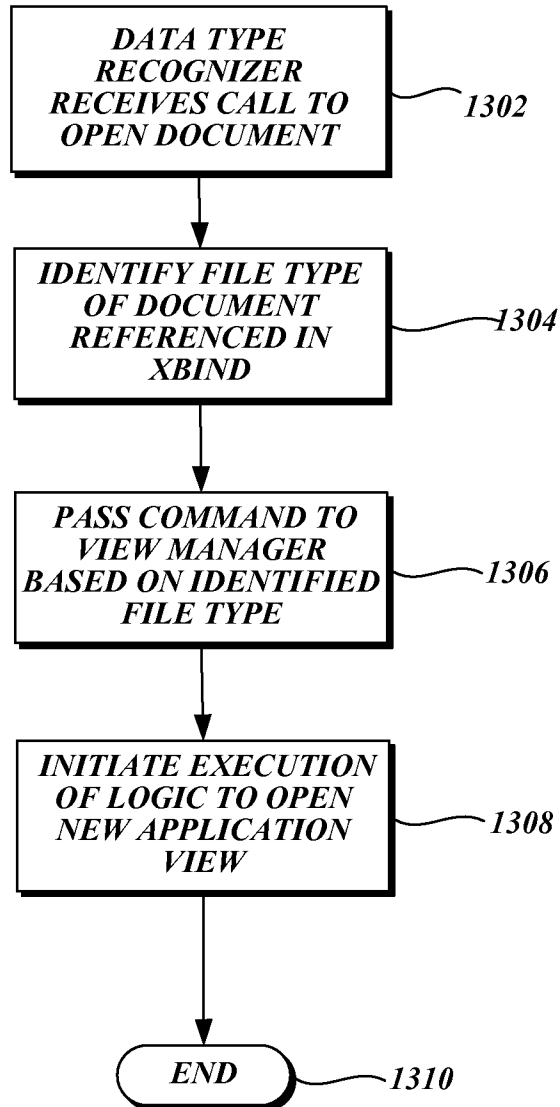 DATA TYPE
RECOGNIZER
RECEIVES CALL TO
OPEN DOCUMENT
1302
IDENTIFY FILE TYPE
OF DOCUMENT
REFERENCED IN
XBIND
1304
PASS COMMAND TO
VIEW MANAGER
BASED ON IDENTIFIED
FILE TYPE
1306
INITIATE EXECUTION
OF LOGIC TO OPEN
NEW APPLICATION
VIEW
1308
END
1310